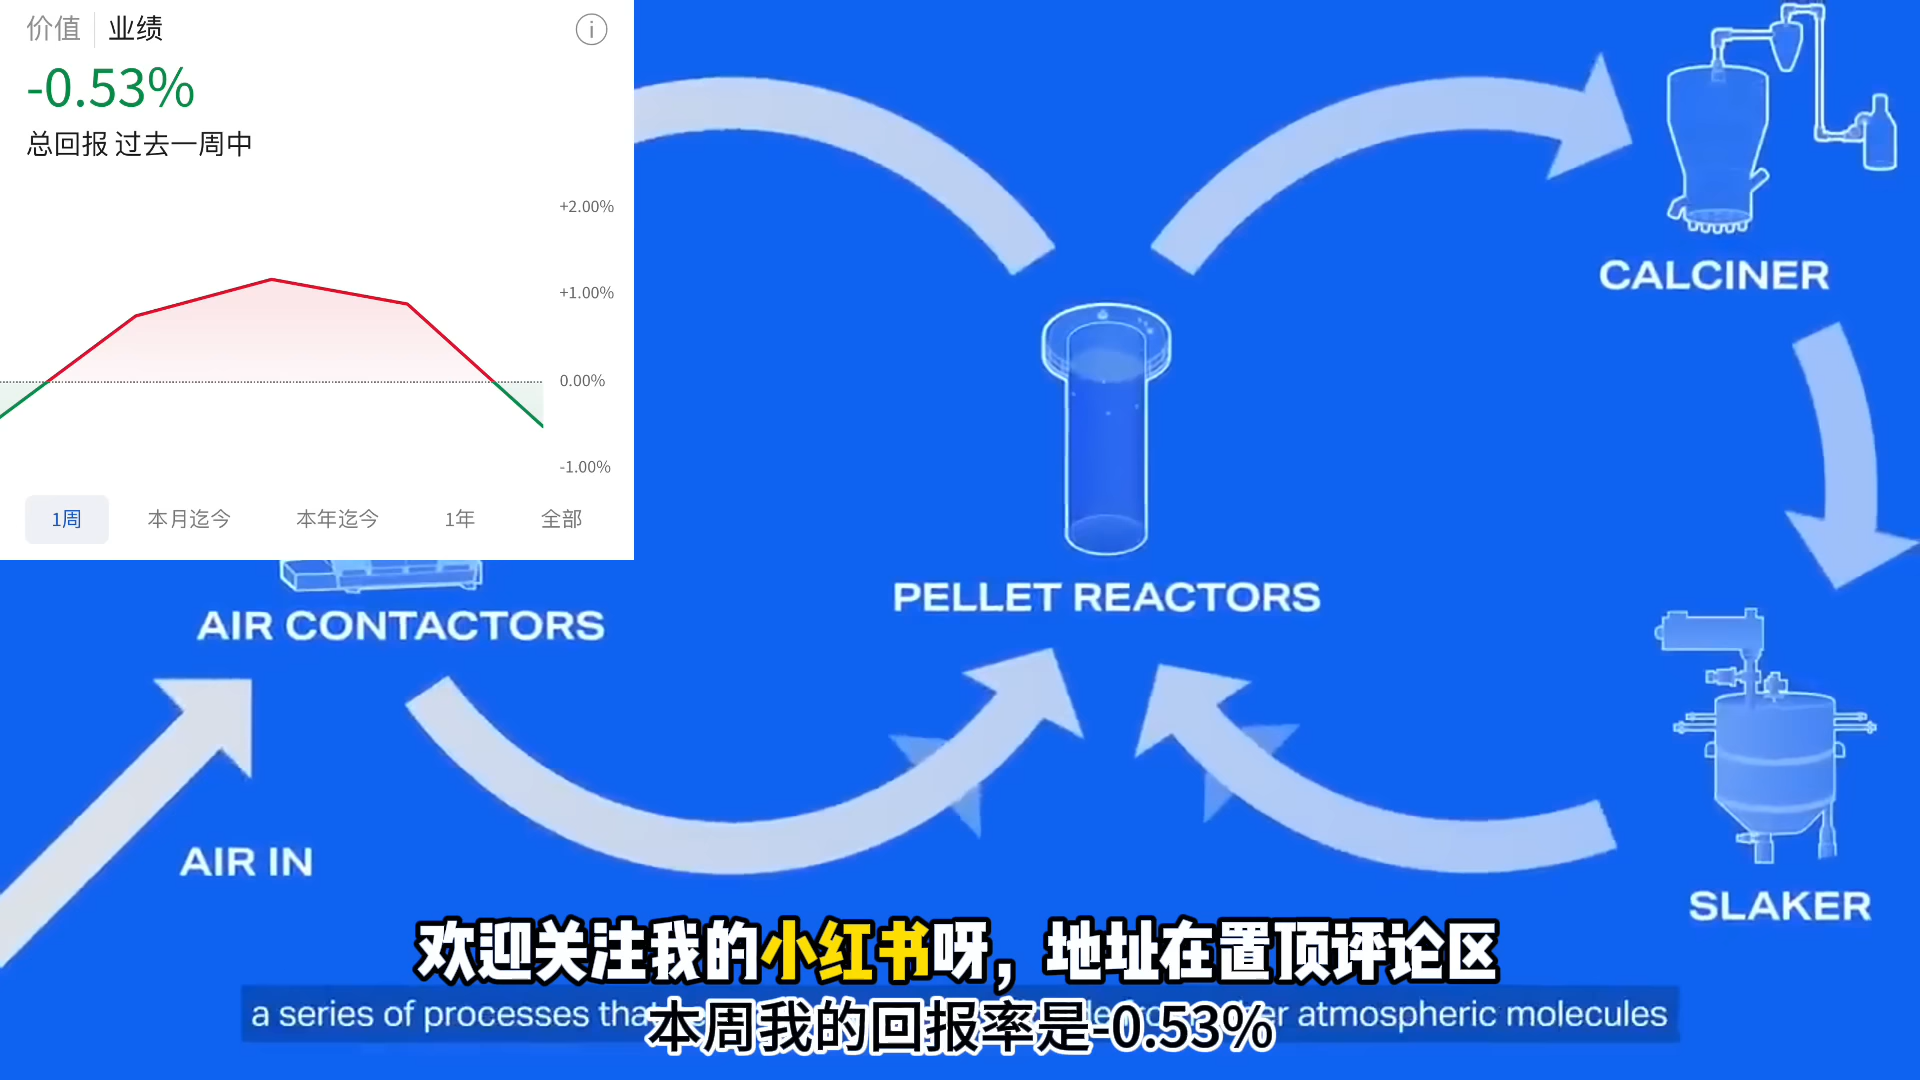 价值 业绩
-0.53%
总回报 过去一周中
+2.00%
+1.00%
0.00%
-1.00%
1周 本月迄今 本年迄今 1年 全部
CALCINER
PELLET REACTORS
AIR CONTACTORS
AIR IN
SLAKER
欢迎关注我的小红书呀，地址在置顶评论区
a series of processes atmospheric molecules
本周我的回报率是-0.53%